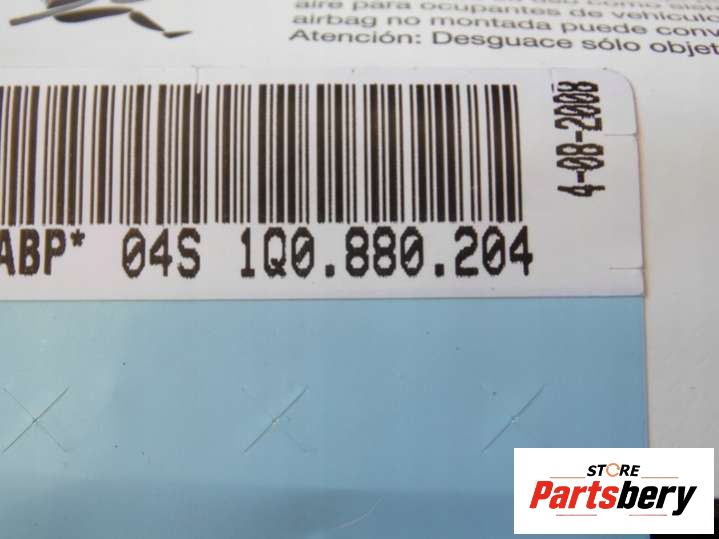 aire para ocupantes de vehículo
airbag no montada puede conv
Atención: Desguace sólo objet
4-08-2008
ABP* 04S 1Q0.880.204
STORE
Partsbery